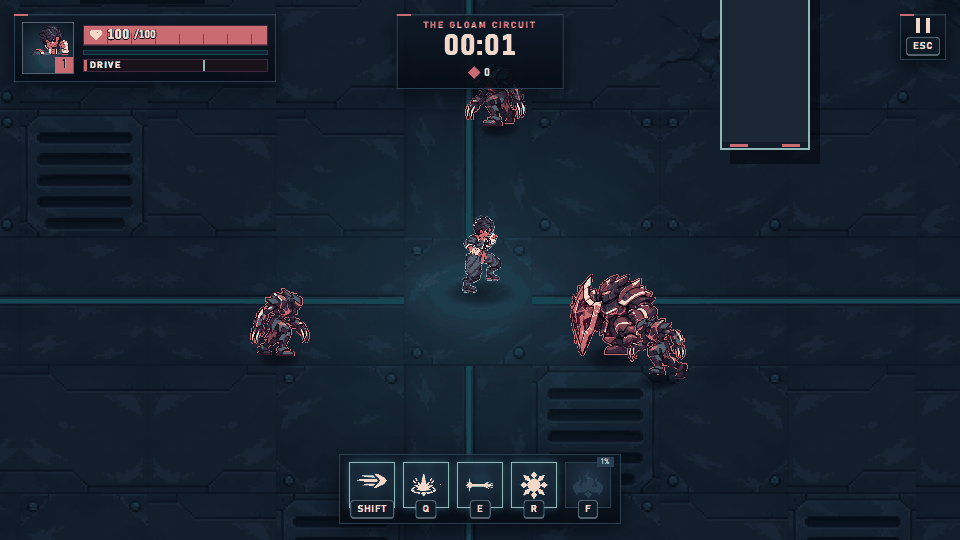 100 /100
1
DRIVE
THE GLOAM CIRCUIT
00:01
0
ESC
1%
SHIFT
Q
E
R
F